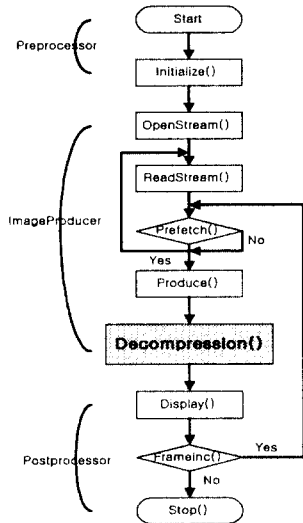 Start
Preprocessor
Initialize()
OpenStream()
ReadStream()
ImageProducer
Prefetch()
No
Yes
Produce()
Decompression()
Display()
FrameInc()
Yes
Postprocessor
No
Stop()